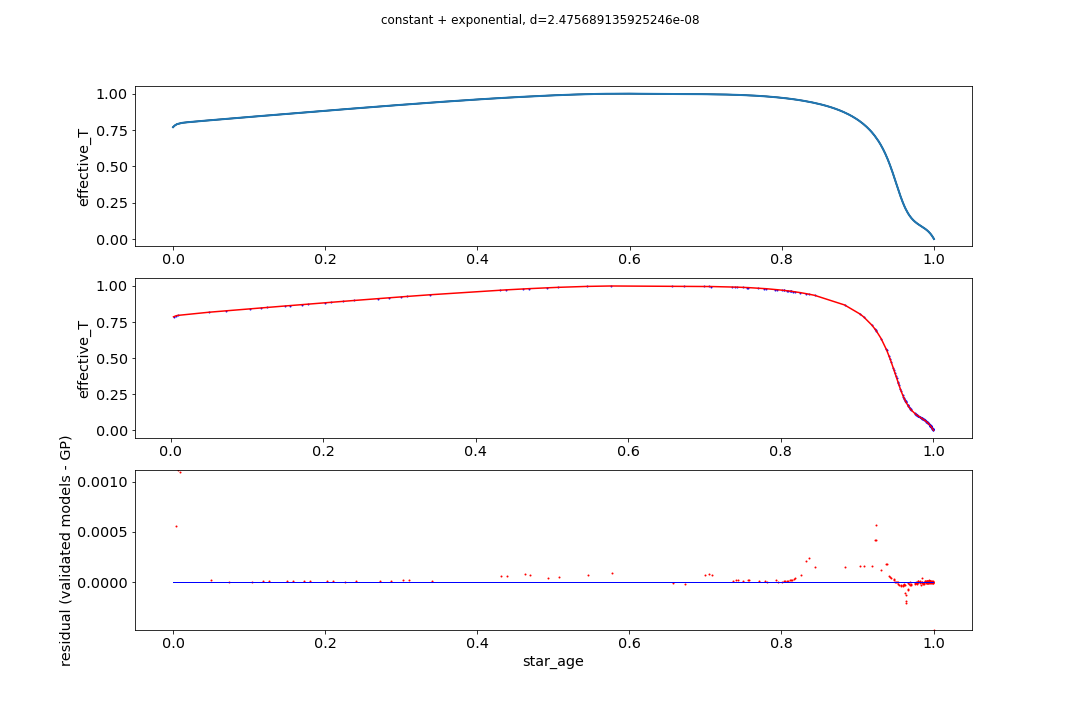 constant + exponential, d=2.475689135925246e-08
1.00
0.75
0.50
0.25
0.00
effective_T
0.0 0.2 0.4 0.6 0.8 1.0
1.00
0.75
0.50
0.25
0.00
effective_T
0.0 0.2 0.4 0.6 0.8 1.0
0.0010
0.0005
0.0000
residual (validated models - GP)
0.0 0.2 0.4 0.6 0.8 1.0
star_age